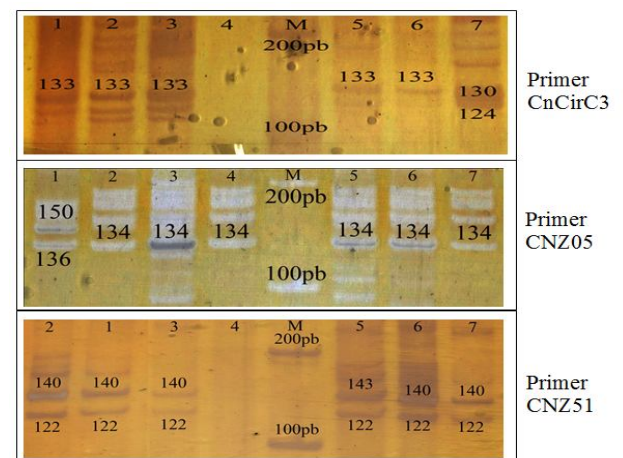 1 2 3 4 M 5 6 7
200pb
133 133 133 133 133 130
124
100pb
Primer
CnCirC3
1 2 3 4 M 5 6 7
200pb
150
134 134 134 134 134 134
136
100pb
Primer
CNZ05
2 1 3 4 M 5 6 7
200pb
140 140 140 143 140 140
122 122 122 122 122 122
100pb
Primer
CNZ51